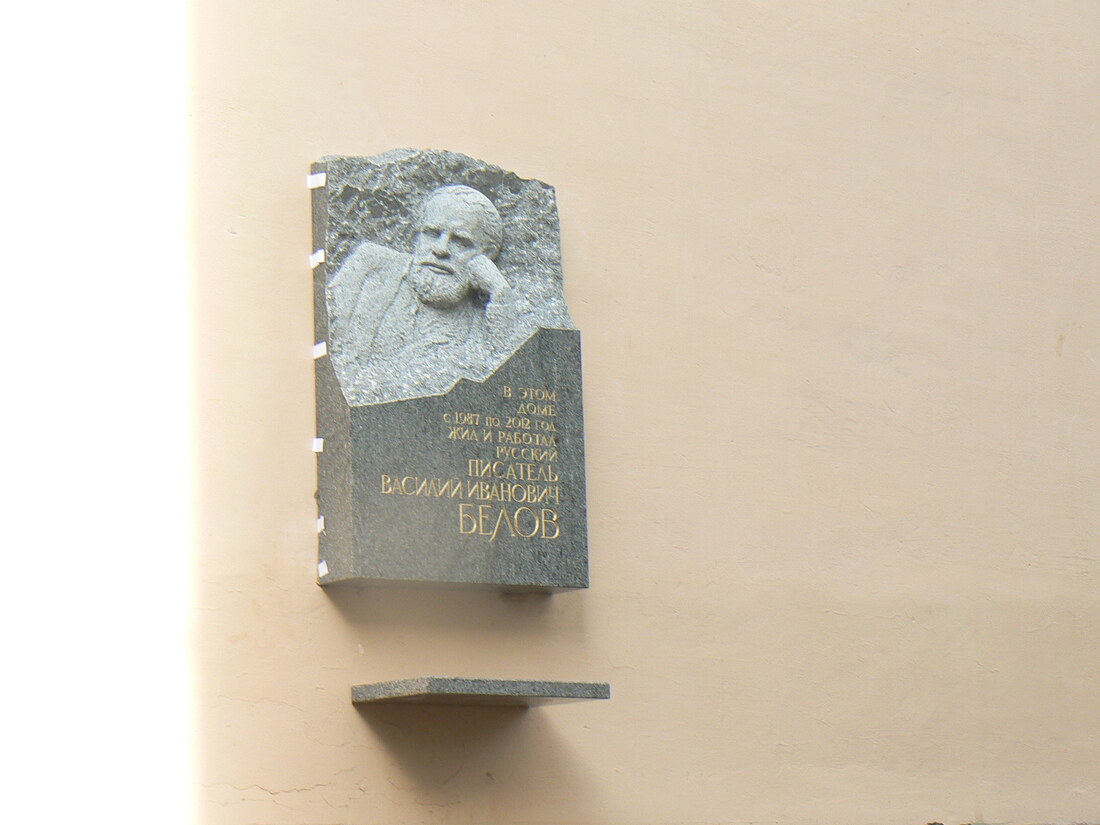 В ЭТОМ
ДОМЕ
С 1987 ПО 2012 ГОД
ЖИЛ И РАБОТАЛ
РУССКИЙ
ПИСАТЕЛЬ
ВАСИЛИЙ ИВАНОВИЧ
БЕЛОВ